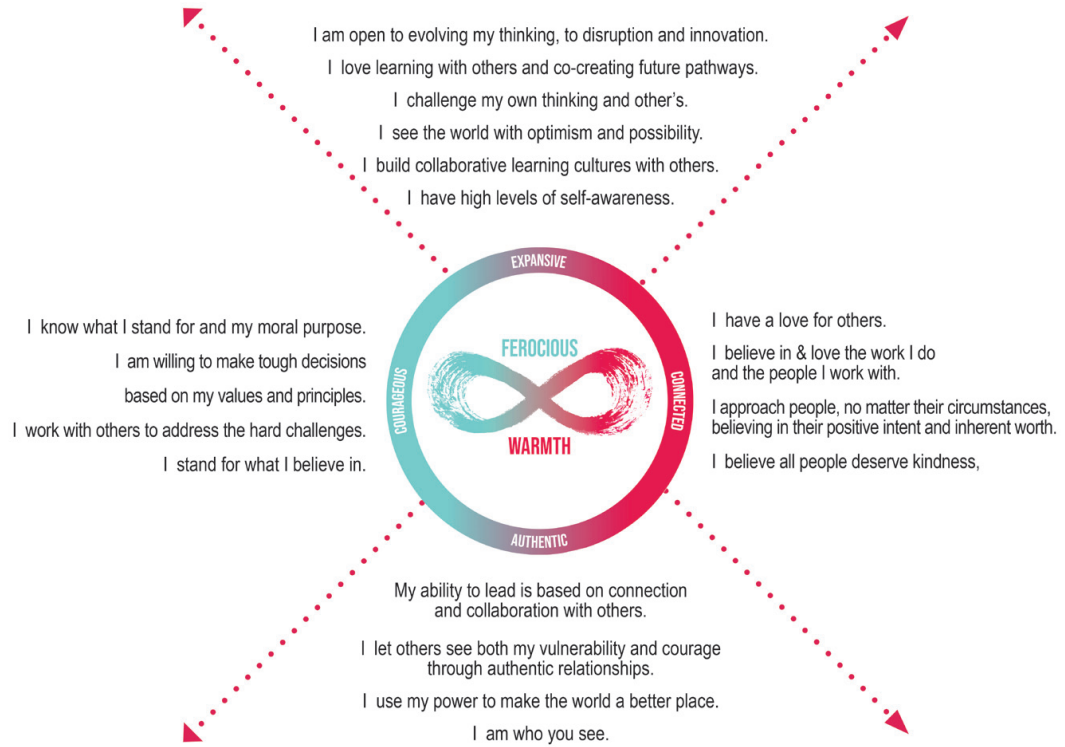 I am open to evolving my thinking, to disruption and innovation.
I love learning with others and co-creating future pathways.
I challenge my own thinking and other's.
I see the world with optimism and possibility.
I build collaborative learning cultures with others.
I have high levels of self-awareness.
EXPANSIVE
I know what I stand for and my moral purpose.
I am willing to make tough decisions
based on my values and principles.
I work with others to address the hard challenges.
I stand for what I believe in.
COURAGEOUS
FEROCIOUS
WARMTH
CONNECTED
I have a love for others.
I believe in & love the work I do
and the people I work with.
I approach people, no matter their circumstances,
believing in their positive intent and inherent worth.
I believe all people deserve kindness,
AUTHENTIC
My ability to lead is based on connection
and collaboration with others.
I let others see both my vulnerability and courage
through authentic relationships.
I use my power to make the world a better place.
I am who you see.